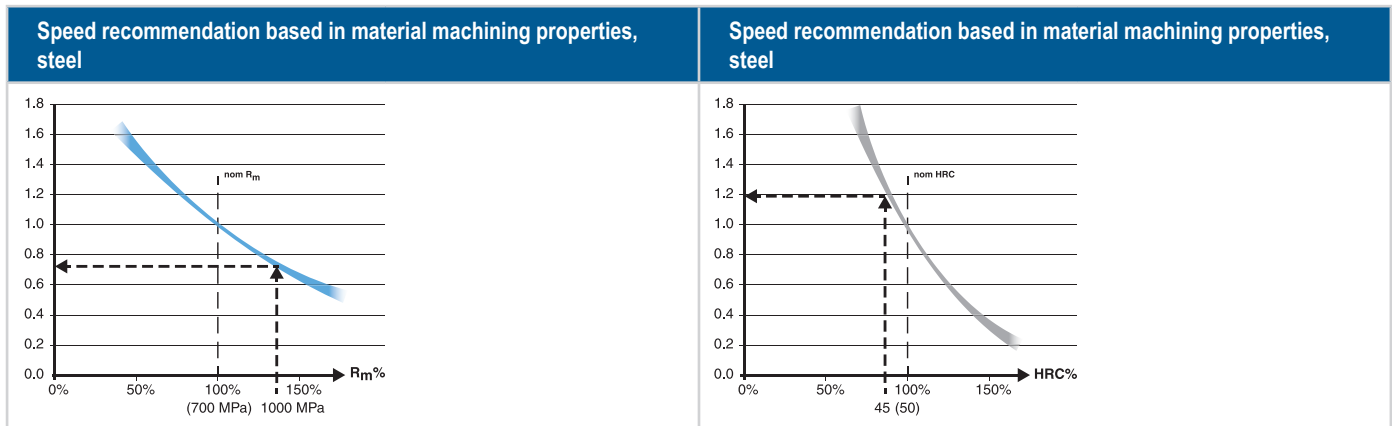 Speed recommendation based in material machining properties,
steel
1.8
1.6
1.4
1.2
1.0
0.8
0.6
0.4
0.2
0.0
nom Rm
0% 50% 100% 150% Rm%
(700 MPa) 1000 MPa
Speed recommendation based in material machining properties,
steel
1.8
1.6
1.4
1.2
1.0
0.8
0.6
0.4
0.2
0.0
nom HRC
0% 50% 100% 150% HRC%
45 (50)